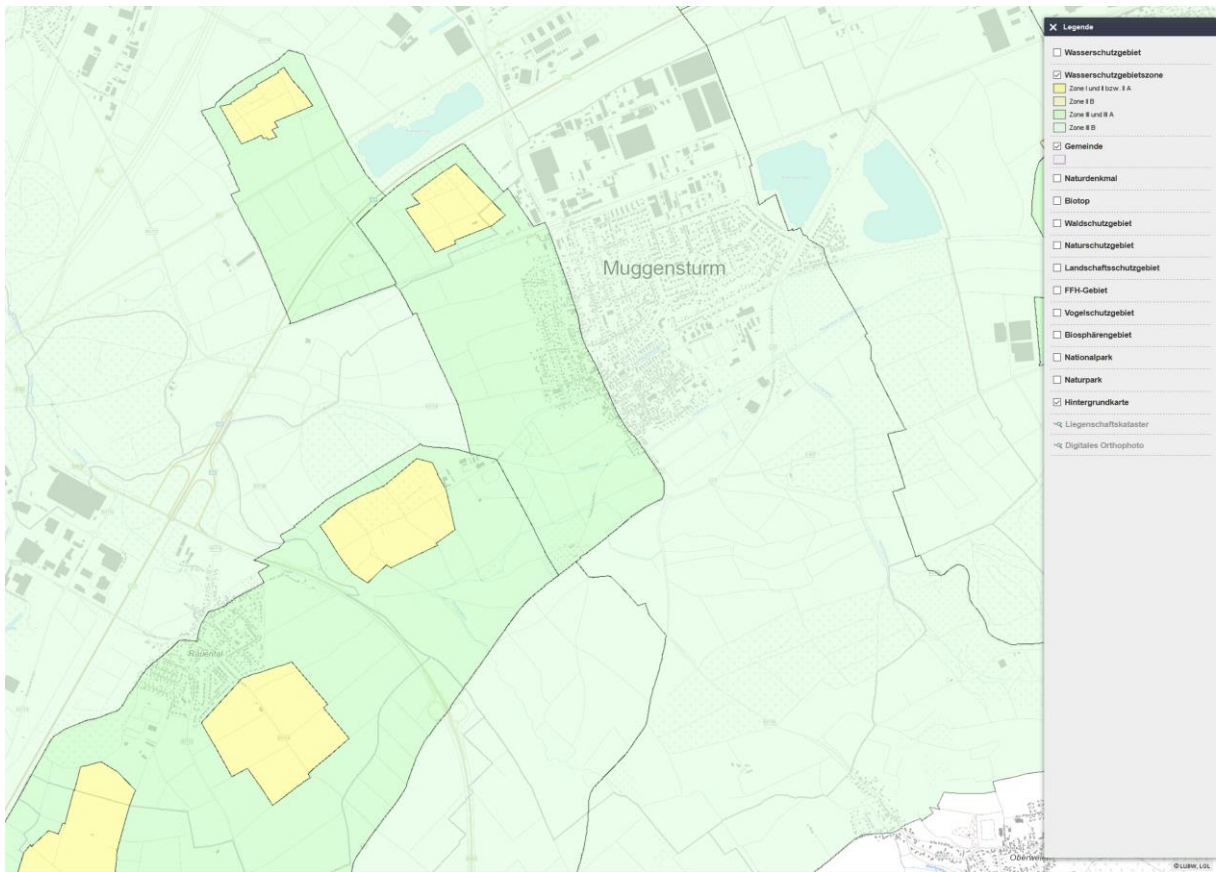 Legende
Wasserschutzgebiet
Wasserschutzgebietszone
Zone I und II bzw. II A
Zone II B
Zone III und III A
Zone III B
Gemeinde
Naturdenkmal
Biotop
Waldschutzgebiet
Naturschutzgebiet
Landschaftsschutzgebiet
FFH-Gebiet
Vogelschutzgebiet
Biosphärengebiet
Nationalpark
Naturpark
Hintergrundkarte
Liegenschaftskataster
Digitales Orthophoto
Muggensturm
Rauental
© LUBW, LGL